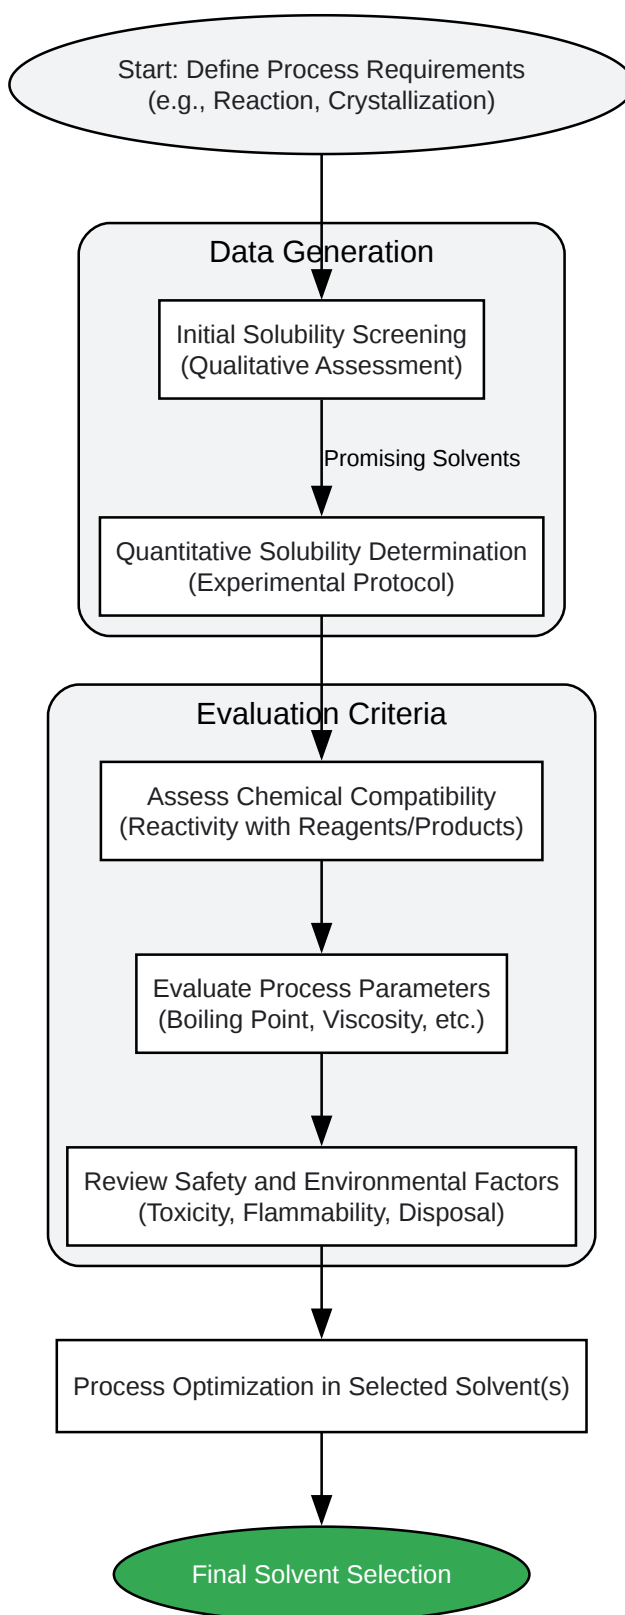 Start: Define Process Requirements
(e.g., Reaction, Crystallization)
Data Generation
Initial Solubility Screening
(Qualitative Assessment)
Promising Solvents
Quantitative Solubility Determination
(Experimental Protocol)
Evaluation Criteria
Assess Chemical Compatibility
(Reactivity with Reagents/Products)
Evaluate Process Parameters
(Boiling Point, Viscosity, etc.)
Review Safety and Environmental Factors
(Toxicity, Flammability, Disposal)
Process Optimization in Selected Solvent(s)
Final Solvent Selection